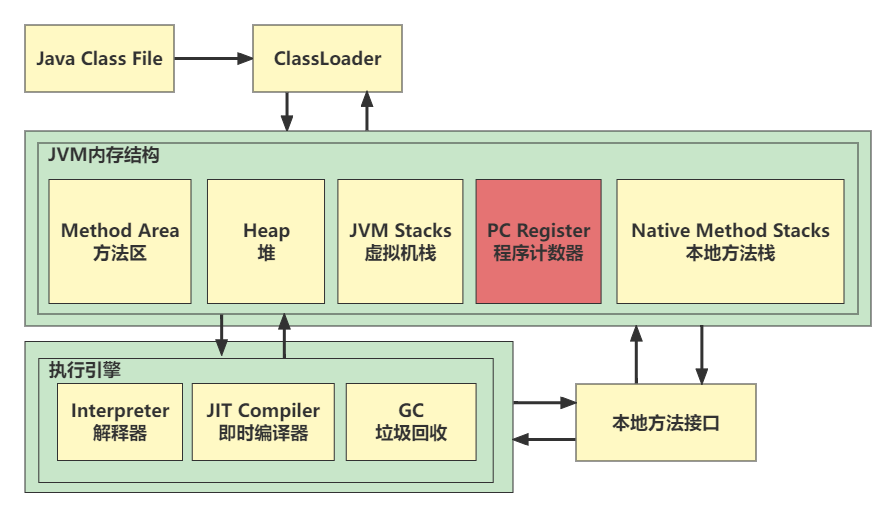 Java Class File
ClassLoader
JVM内存结构
Method Area
方法区
Heap
堆
JVM Stacks
虚拟机栈
PC Register
程序计数器
Native Method Stacks
本地方法栈
执行引擎
Interpreter
解释器
JIT Compiler
即时编译器
GC
垃圾回收
本地方法接口